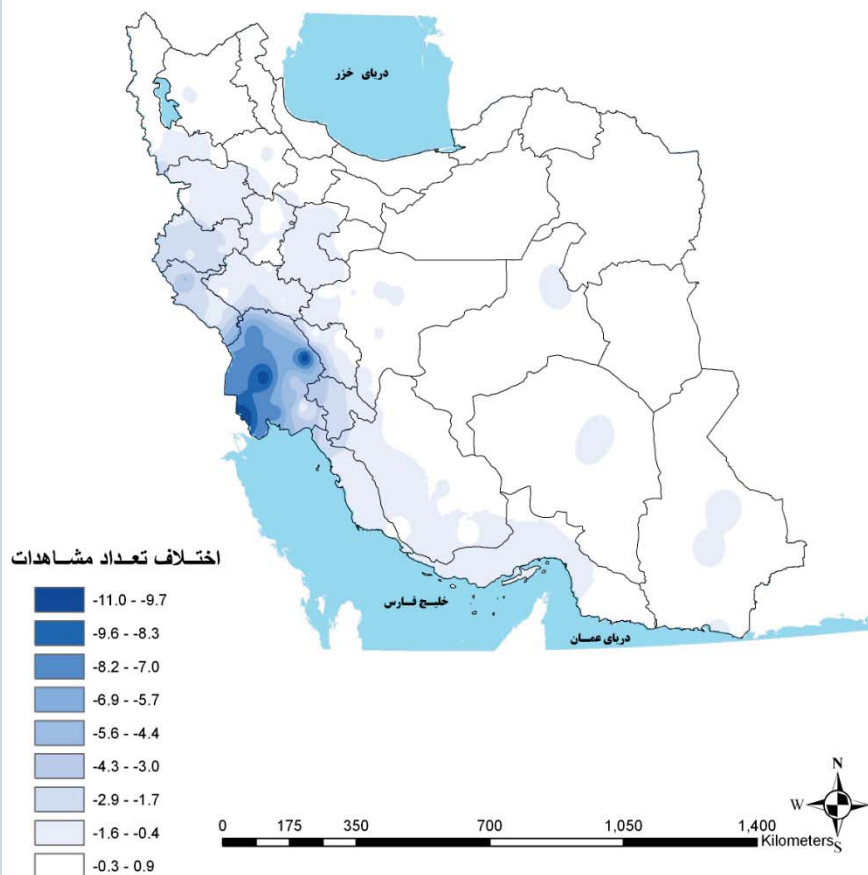 دریای خزر
اختلاف تعداد مشاهدات
خلیج فارس
دریای عمان
-11.0 - -9.7
-9.6 - -8.3
-8.2 - -7.0
-6.9 - -5.7
-5.6 - -4.4
-4.3 - -3.0
-2.9 - -1.7
-1.6 - -0.4
-0.3 - 0.9
N
W
S
0 175 350 700 1,050 1,400
Kilometers